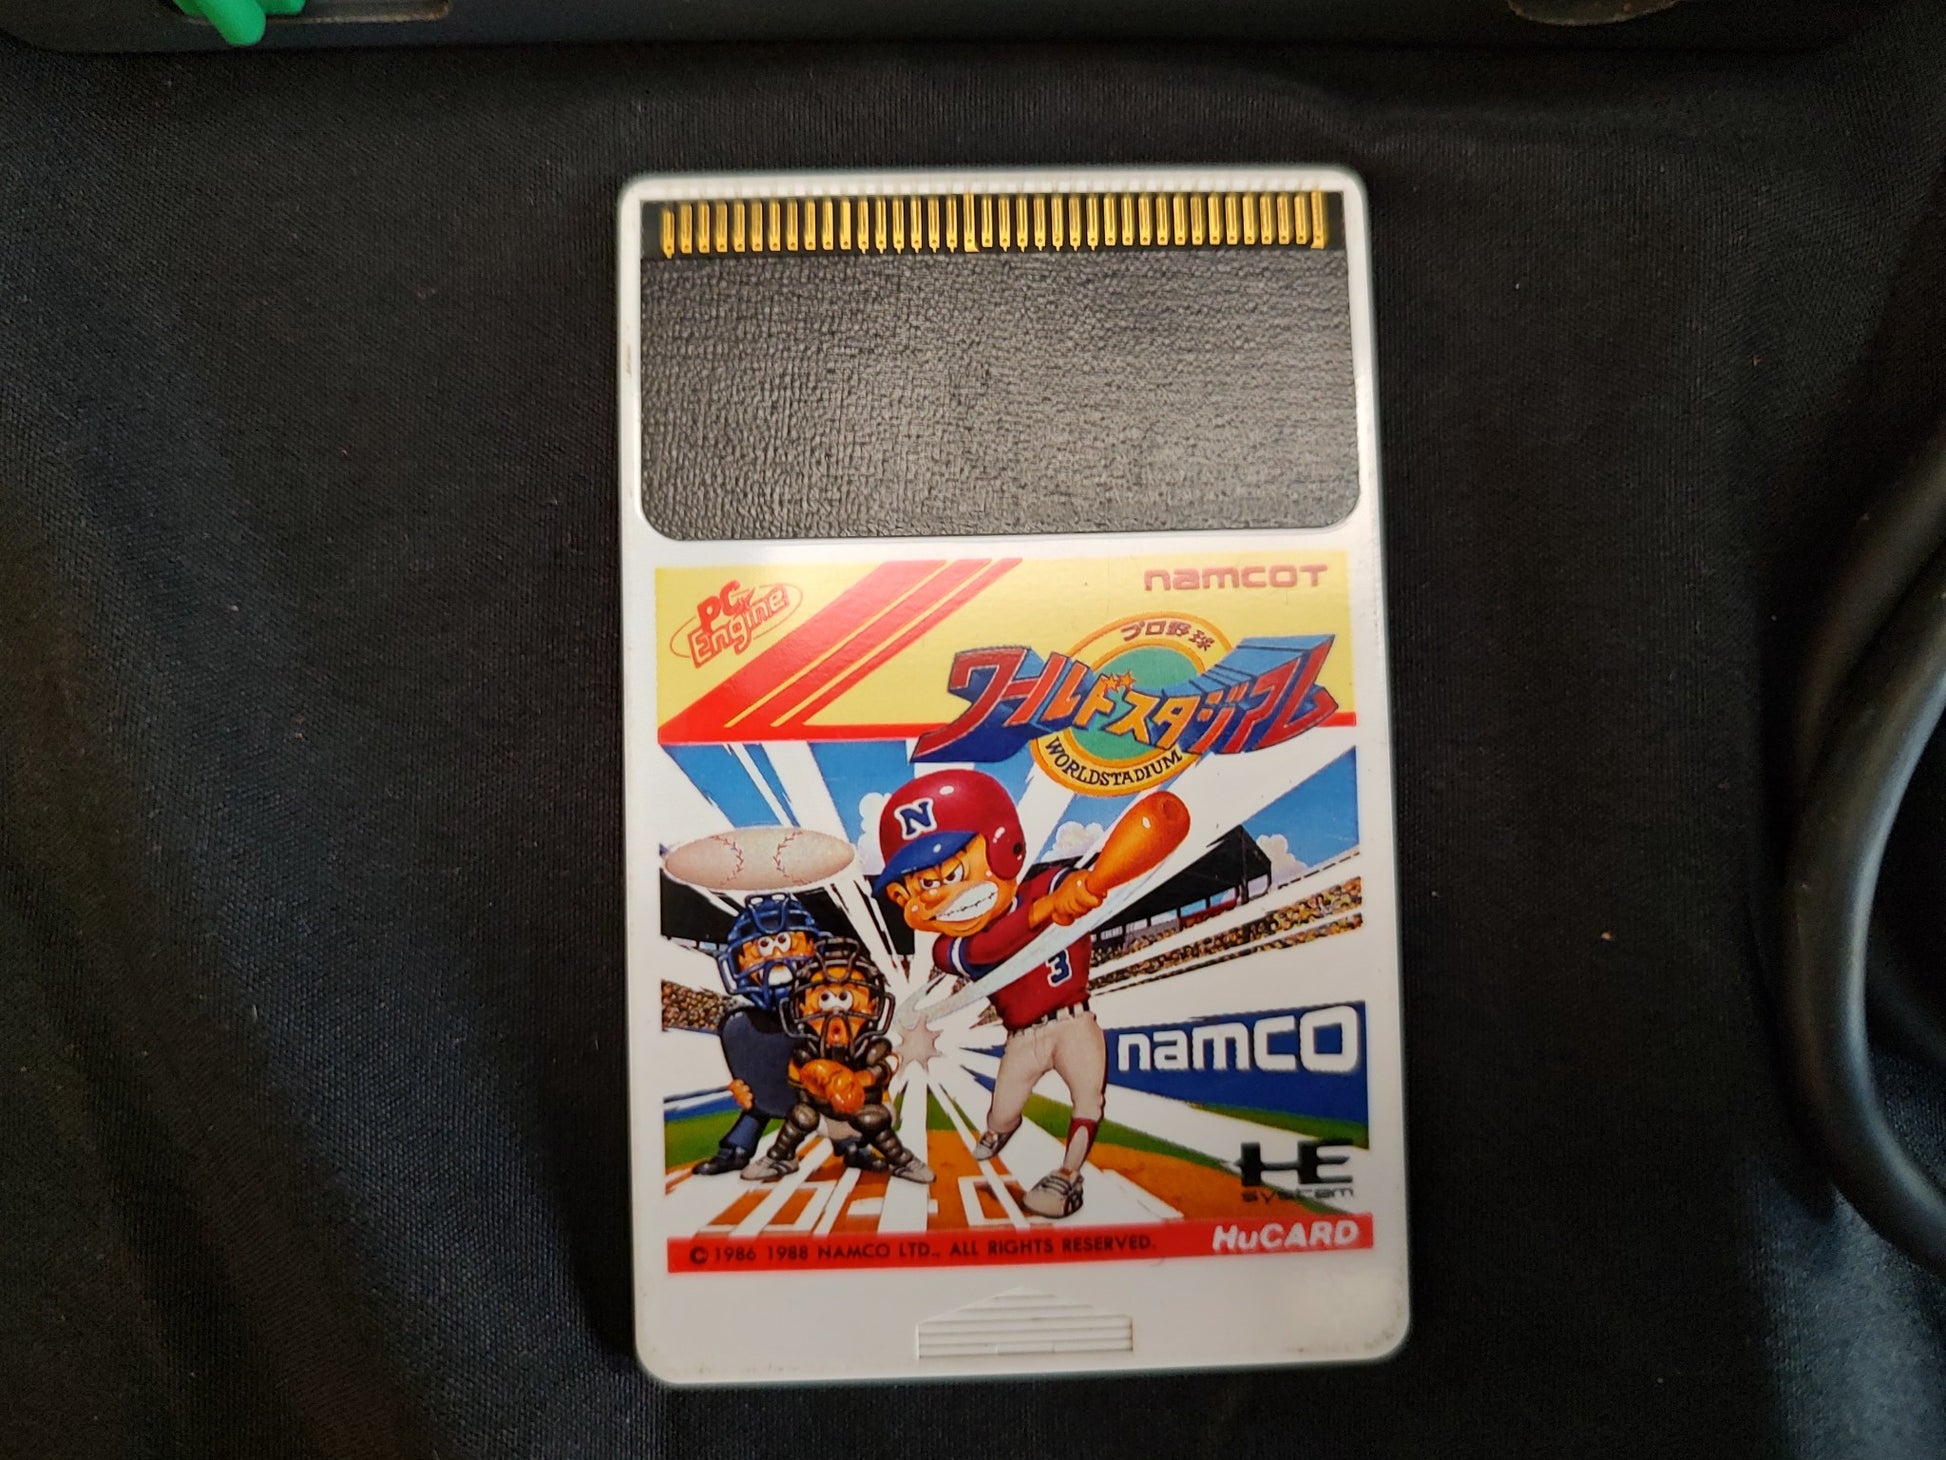 PC Engine
namcoT
プロ野球
ワールドスタジアム
WORLDSTADIUM
N
3
namco
HE
system
© 1986 1988 NAMCO LTD., ALL RIGHTS RESERVED.
HuCARD